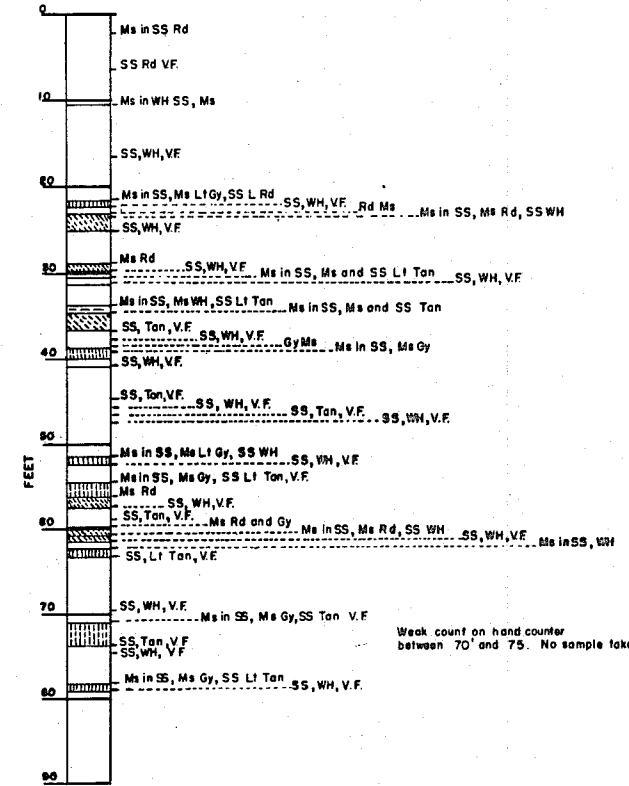 0
Ms in SS Rd
SS Rd V.F.
10
Ms in WH SS, Ms
SS, WH, V.F.
20
Ms in SS, Ms Lt Gy, SS L Rd
SS, WH, V.F.
Rd Ms
Ms in SS, Ms Rd, SS WH
SS, WH, V.F.
Ms Rd
SS, WH, V.F.
30
Ms in SS, Ms and SS Lt Tan
SS, WH, V.F.
Ms in SS, Ms WH, SS Lt Tan
Ms in SS, Ms and SS Tan
SS, Tan, V.F.
SS, WH, V.F.
Gy Ms
Ms in SS, Ms Gy
40
SS, WH, V.F.
SS, Tan, V.F.
SS, WH, V.F.
SS, Tan, V.F.
SS, WH, V.F.
50
FEET
Ms in SS, Ms Lt Gy, SS WH
SS, WH, V.F.
Ms in SS, Ms Gy, SS Lt Tan, V.F.
Ms Rd
SS, WH, V.F.
SS, Tan, V.F.
Ms Rd and Gy
60
Ms in SS, Ms Rd, SS WH
SS, WH, V.F.
Ms in SS, WH
SS, Lt Tan, V.F.
70
SS, WH, V.F.
Ms in SS, Ms Gy, SS Tan V.F.
SS, Tan V F
SS, WH, V F
Weak count on hand counter
between 70' and 75. No sample take
Ms in SS, Ms Gy, SS Lt Tan
SS, WH, V.F.
80
90